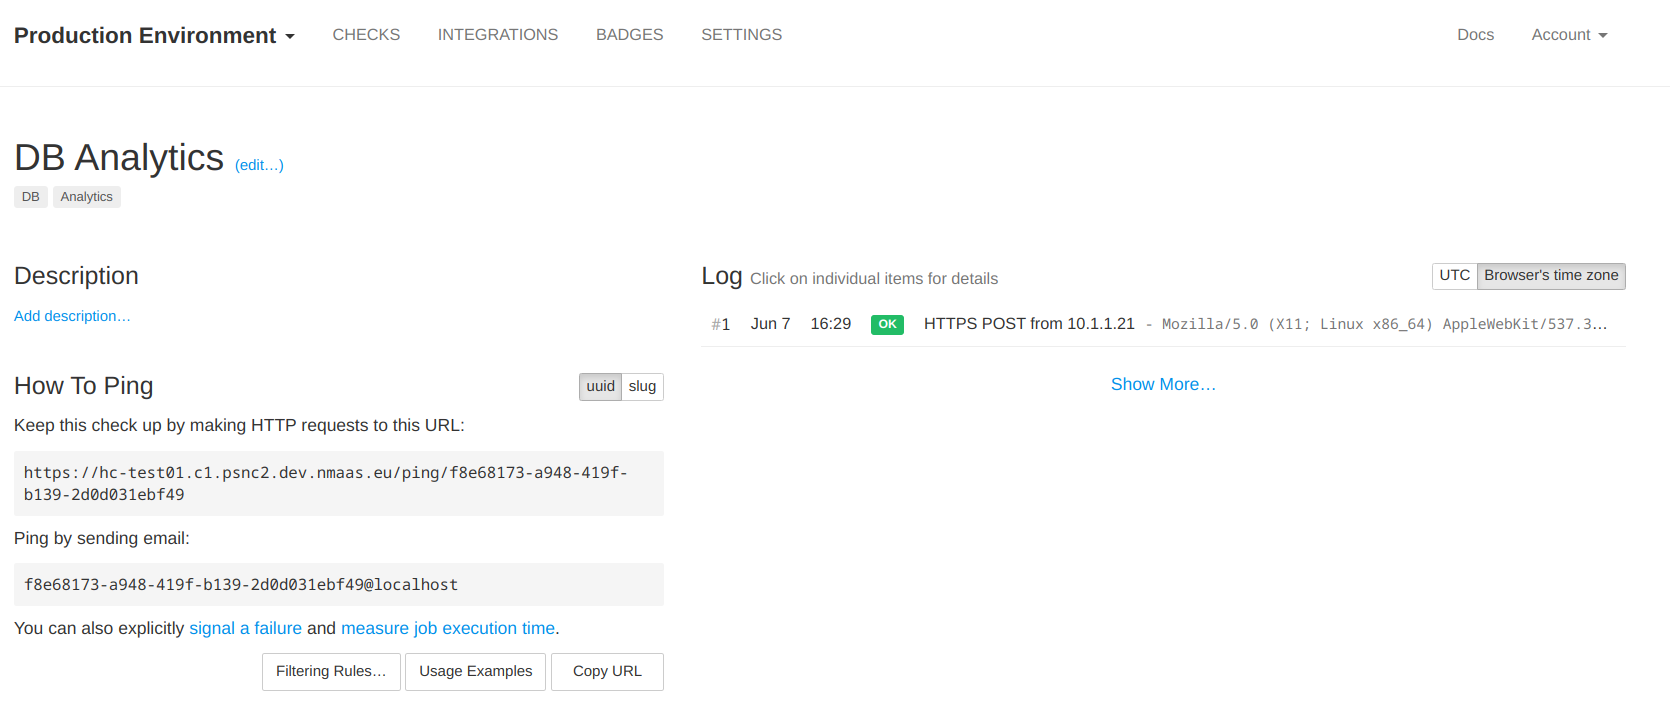 Production Environment CHECKS INTEGRATIONS BADGES SETTINGS Docs Account
DB Analytics (edit…)
DB Analytics
Description
Add description…
How To Ping uuid slug
Keep this check up by making HTTP requests to this URL:
https://hc-test01.c1.psnc2.dev.nmaas.eu/ping/f8e68173-a948-419f-
b139-2d0d031ebf49
Ping by sending email:
f8e68173-a948-419f-b139-2d0d031ebf49@localhost
You can also explicitly signal a failure and measure job execution time.
Filtering Rules… Usage Examples Copy URL
Log Click on individual items for details UTC Browser's time zone
#1 Jun 7 16:29 OK HTTPS POST from 10.1.1.21 - Mozilla/5.0 (X11; Linux x86_64) AppleWebKit/537.3…
Show More…